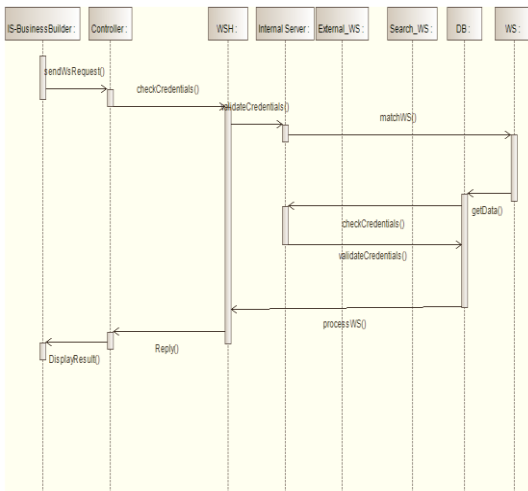 IS-BusinessBuilder :
Controller :
WSH :
Internal Server :
External_WS :
Search_WS :
DB :
WS :
sendWsRequest()
checkCredentials()
validateCredentials()
matchWS()
getData()
checkCredentials()
validateCredentials()
processWS()
Reply()
DisplayResult()